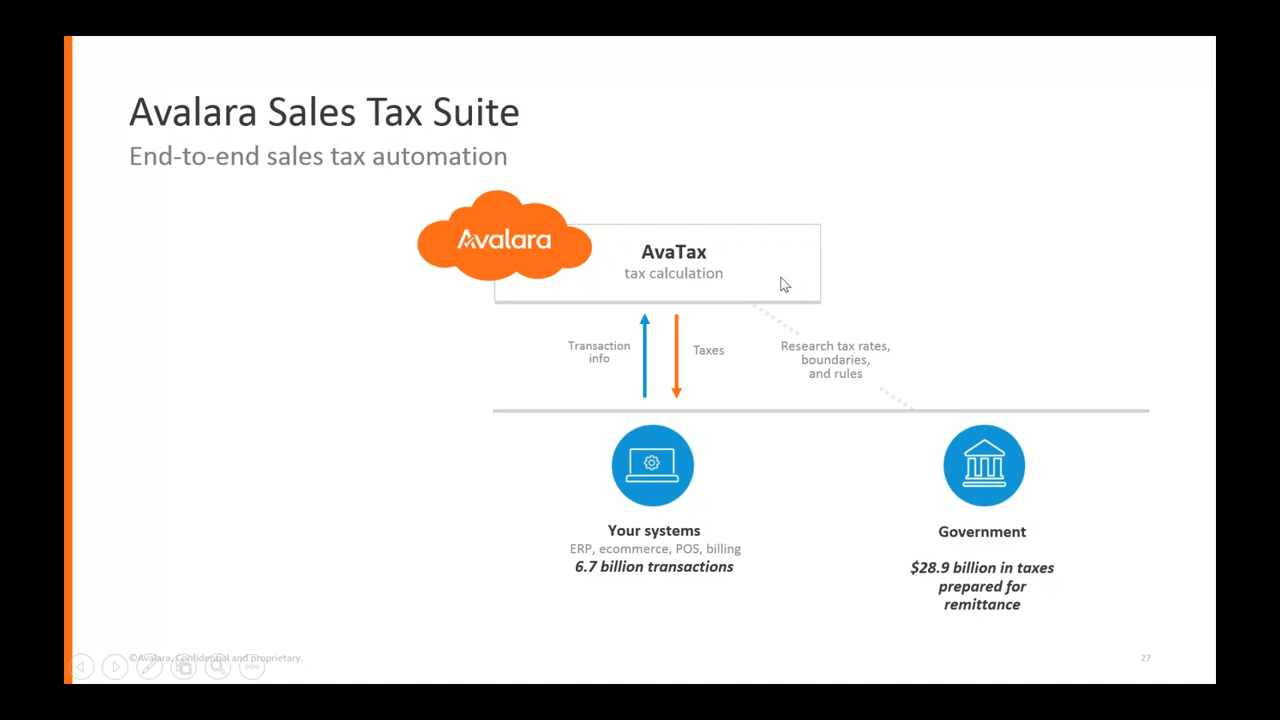 Avalara Sales Tax Suite
End-to-end sales tax automation
Avalara
AvaTax
tax calculation
Transaction
info
Taxes
Research tax rates,
boundaries,
and rules
Your systems
ERP, ecommerce, POS, billing
6.7 billion transactions
Government
$28.9 billion in taxes
prepared for
remittance
©Avalara, Confidential and proprietary.
27